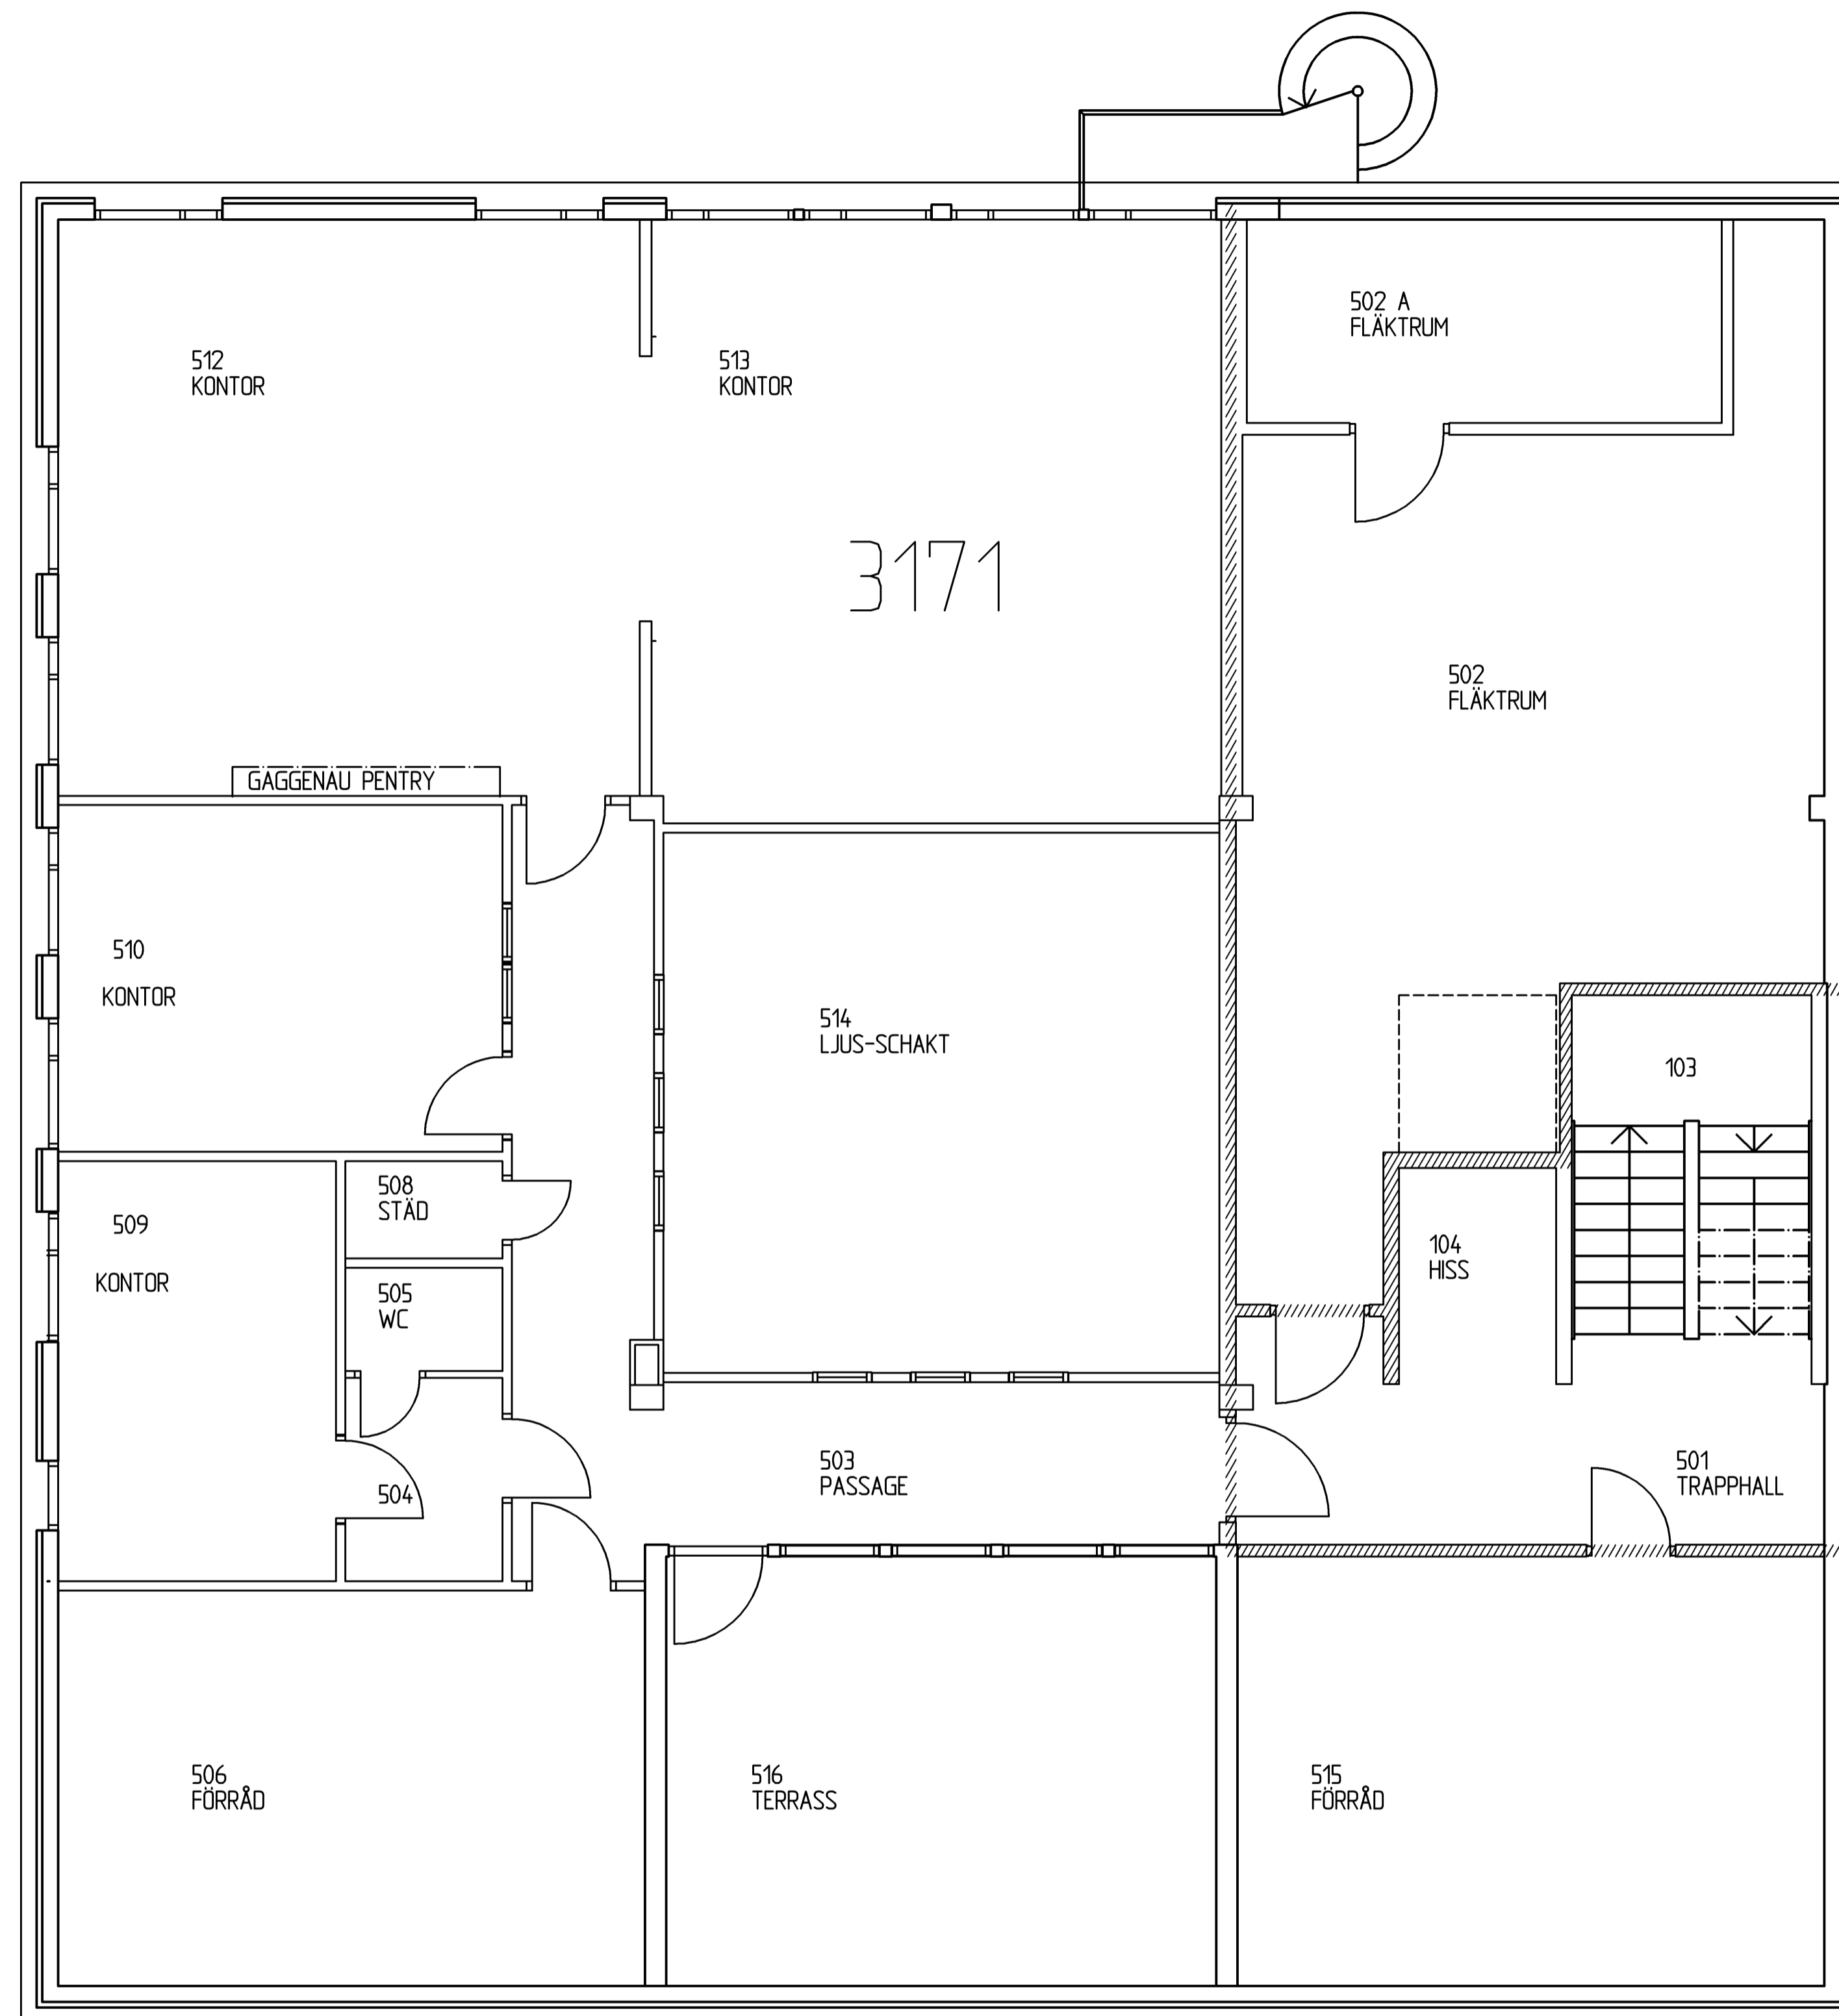 502 A
FLÄKTRUM
512
KONTOR
513
KONTOR
3171
502
FLÄKTRUM
GAGGENAU PENTRY
510
KONTOR
514
LJUS-SCHAKT
103
508
STÄD
509
KONTOR
104
HISS
505
WC
503
PASSAGE
501
TRAPPHALL
504
506
FÖRRÅD
516
TERRASS
515
FÖRRÅD